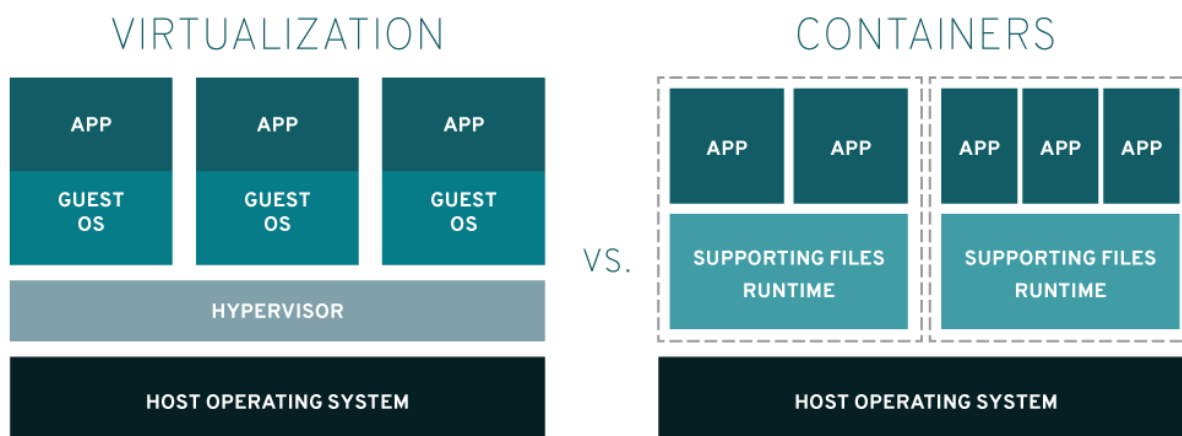 VIRTUALIZATION
APP
GUEST
OS
APP
GUEST
OS
APP
GUEST
OS
HYPERVISOR
HOST OPERATING SYSTEM
VS.
CONTAINERS
APP
APP
SUPPORTING FILES
RUNTIME
APP
APP
APP
SUPPORTING FILES
RUNTIME
HOST OPERATING SYSTEM